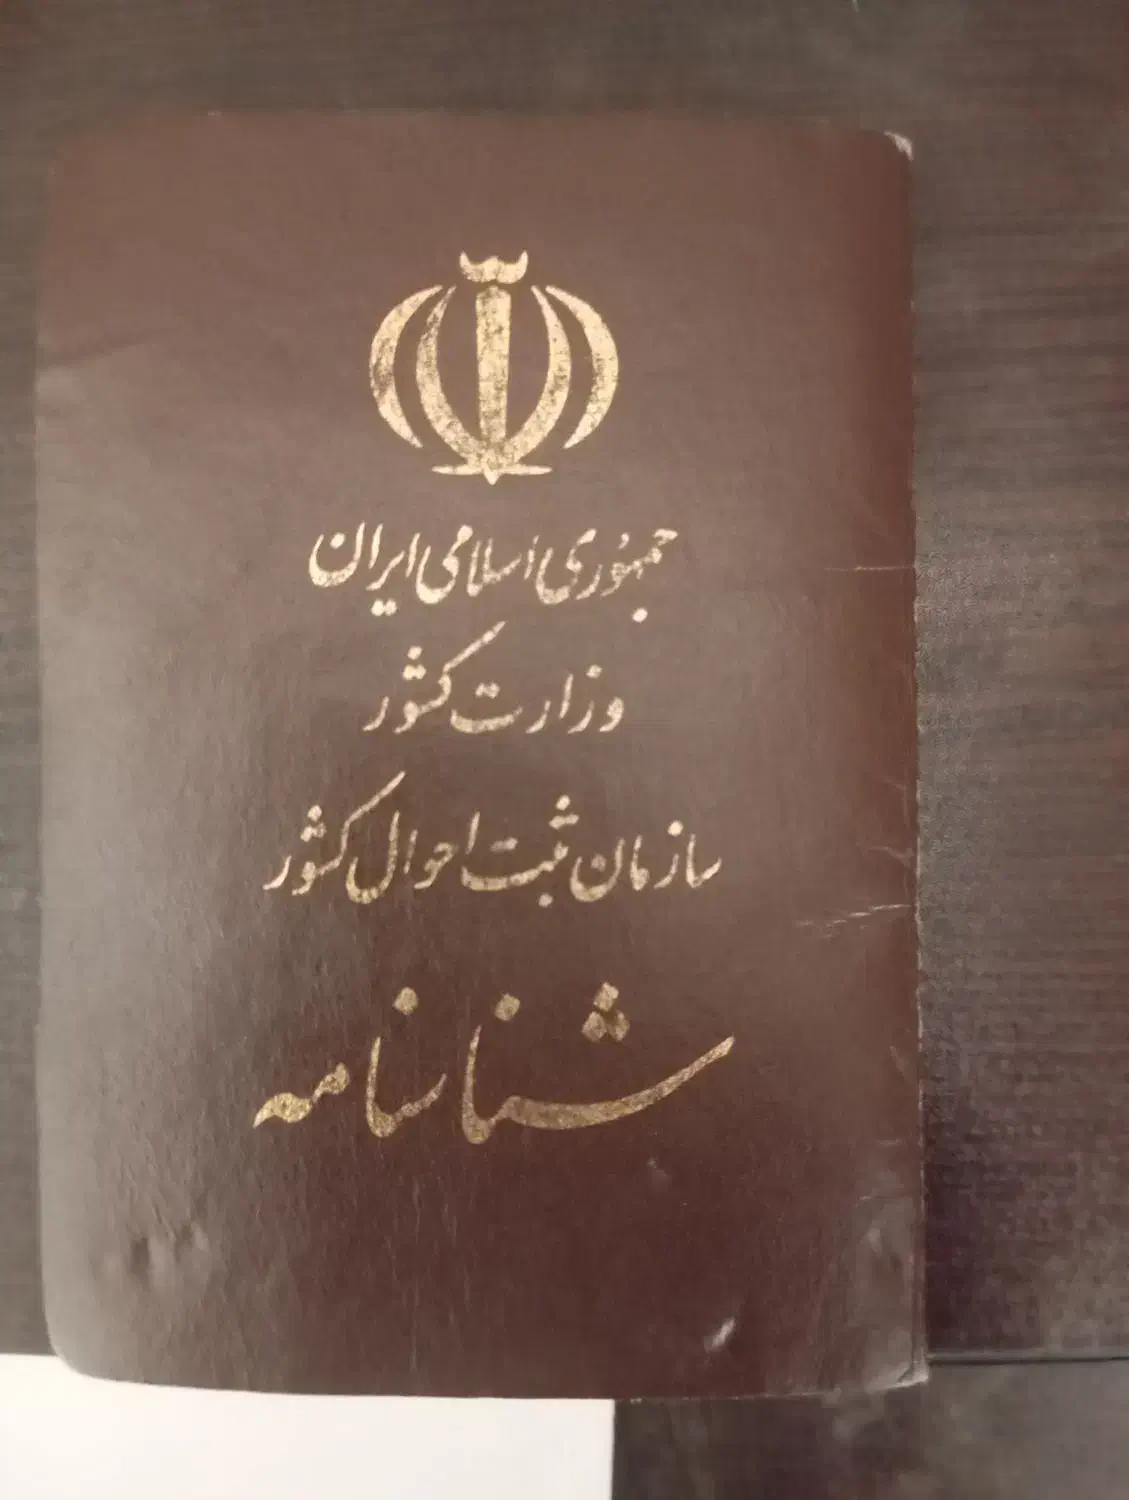 جمهوری اسلامی ایران
وزارت کشور
سازمان ثبت احوال کشور
شناسنامه